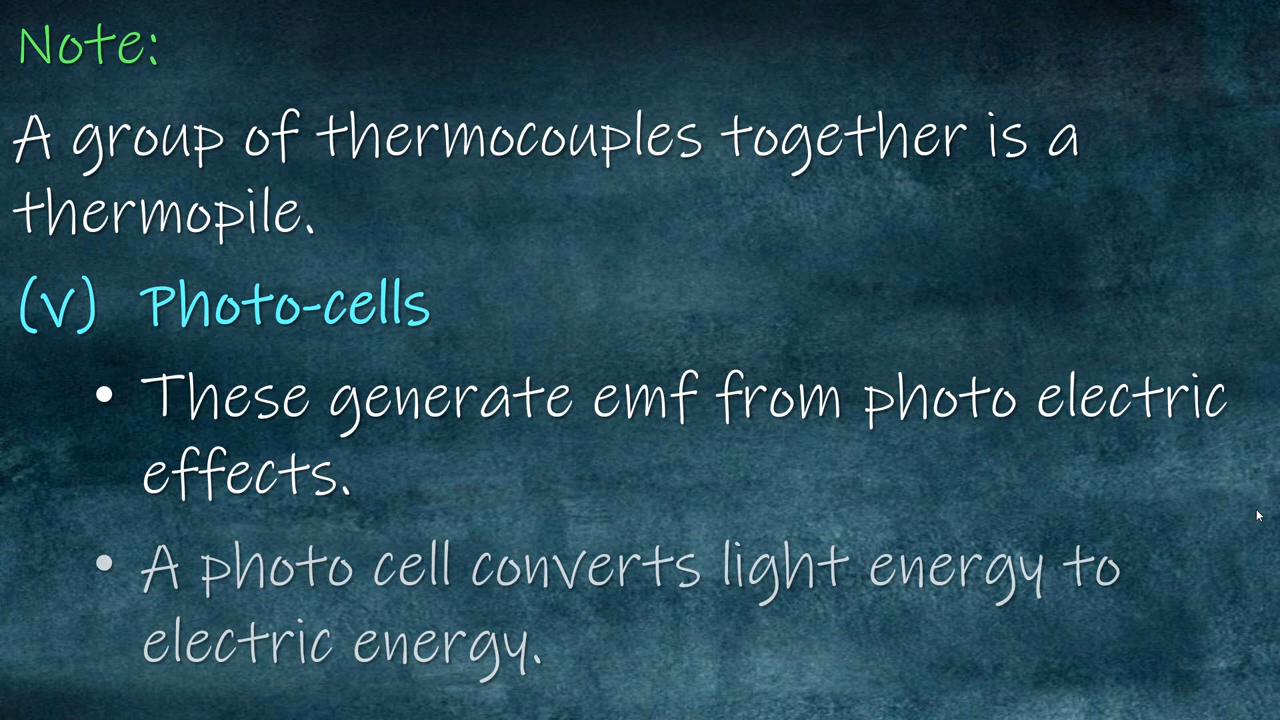 Note:
A group of thermocouples together is a
thermopile.
(v) Photo-cells
• These generate emf from photo electric
effects.
• A photo cell converts light energy to
electric energy.